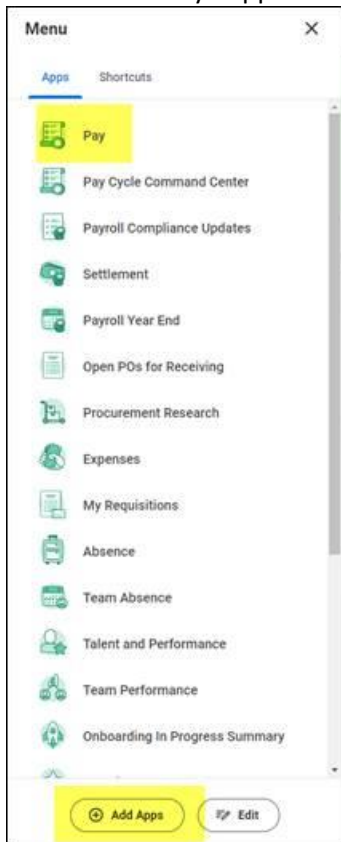 Menu
Apps Shortcuts
Pay
Pay Cycle Command Center
Payroll Compliance Updates
Settlement
Payroll Year End
Open POs for Receiving
Procurement Research
Expenses
My Requisitions
Absence
Team Absence
Talent and Performance
Team Performance
Onboarding In Progress Summary
Add Apps Edit